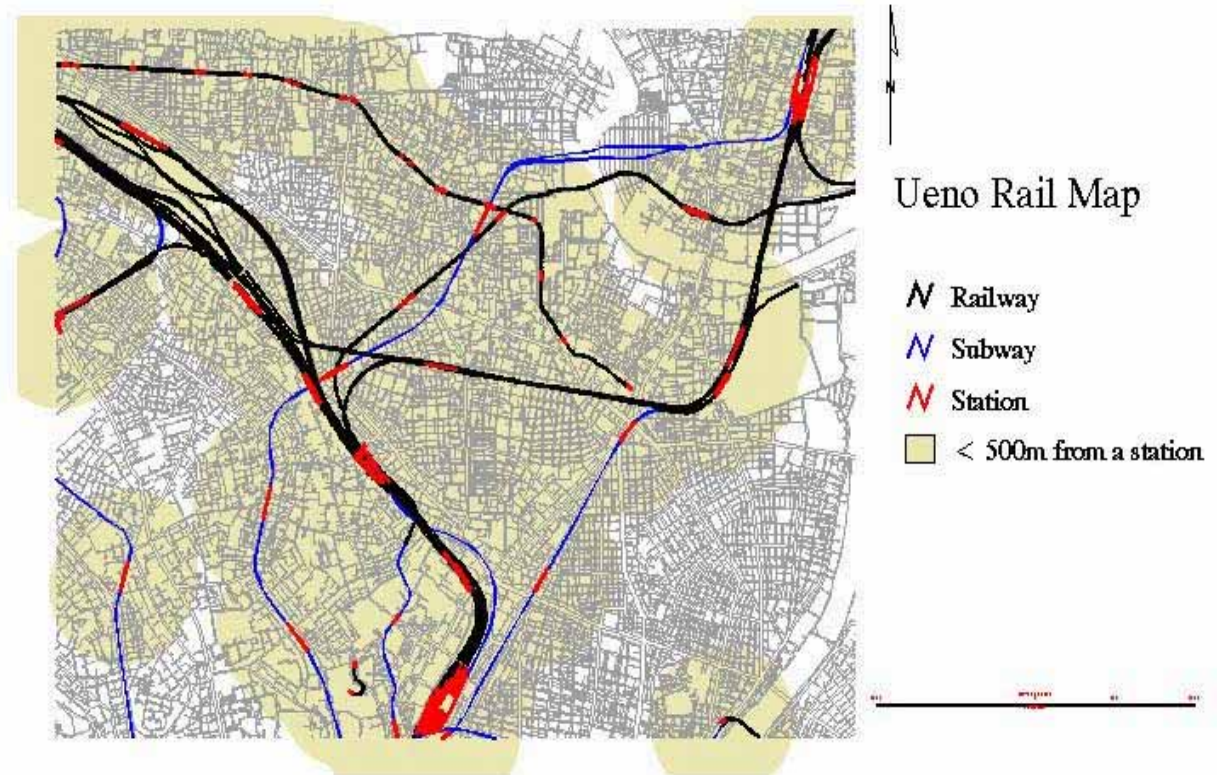 N
Ueno Rail Map
Railway
Subway
Station
< 500m from a station